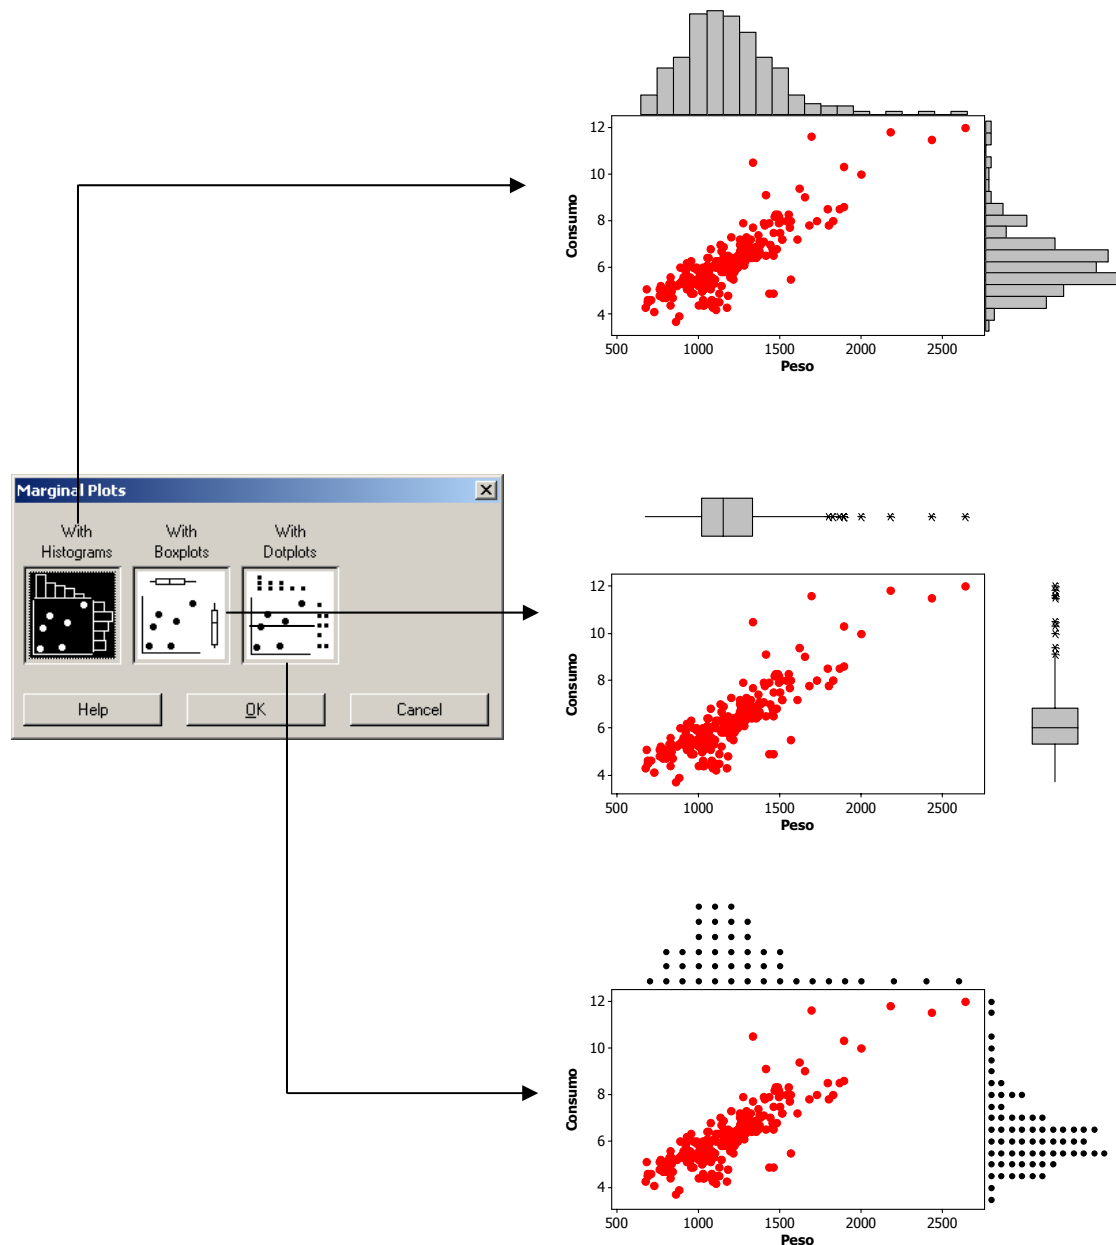 12
10
8
6
4
Consumo
500 1000 1500 2000 2500
Peso
Marginal Plots
With Histograms
With Boxplots
With Dotplots
Help OK Cancel
12
10
8
6
4
Consumo
500 1000 1500 2000 2500
Peso
12
10
8
6
4
Consumo
500 1000 1500 2000 2500
Peso